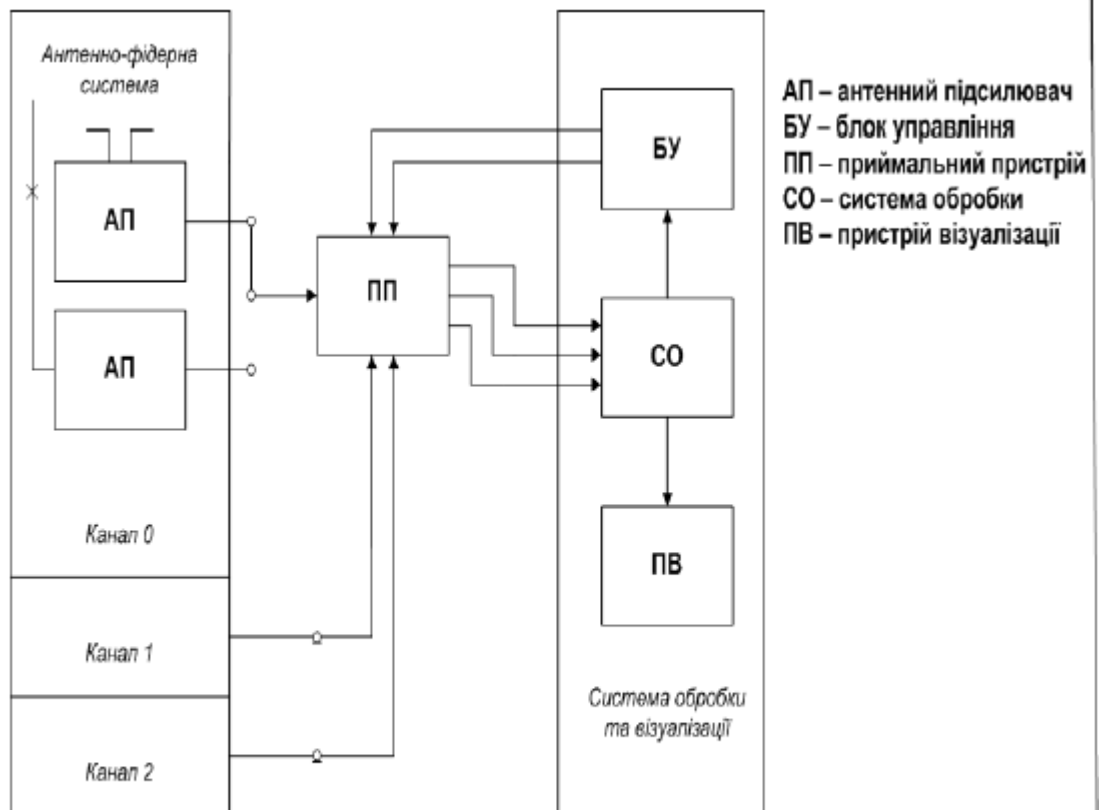 Антенно-фідерна
система
АП
АП
Канал 0
Канал 1
Канал 2
ПП
БУ
СО
ПВ
Система обробки
та візуалізації
АП – антенний підсилювач
БУ – блок управління
ПП – приймальний пристрій
СО – система обробки
ПВ – пристрій візуалізації